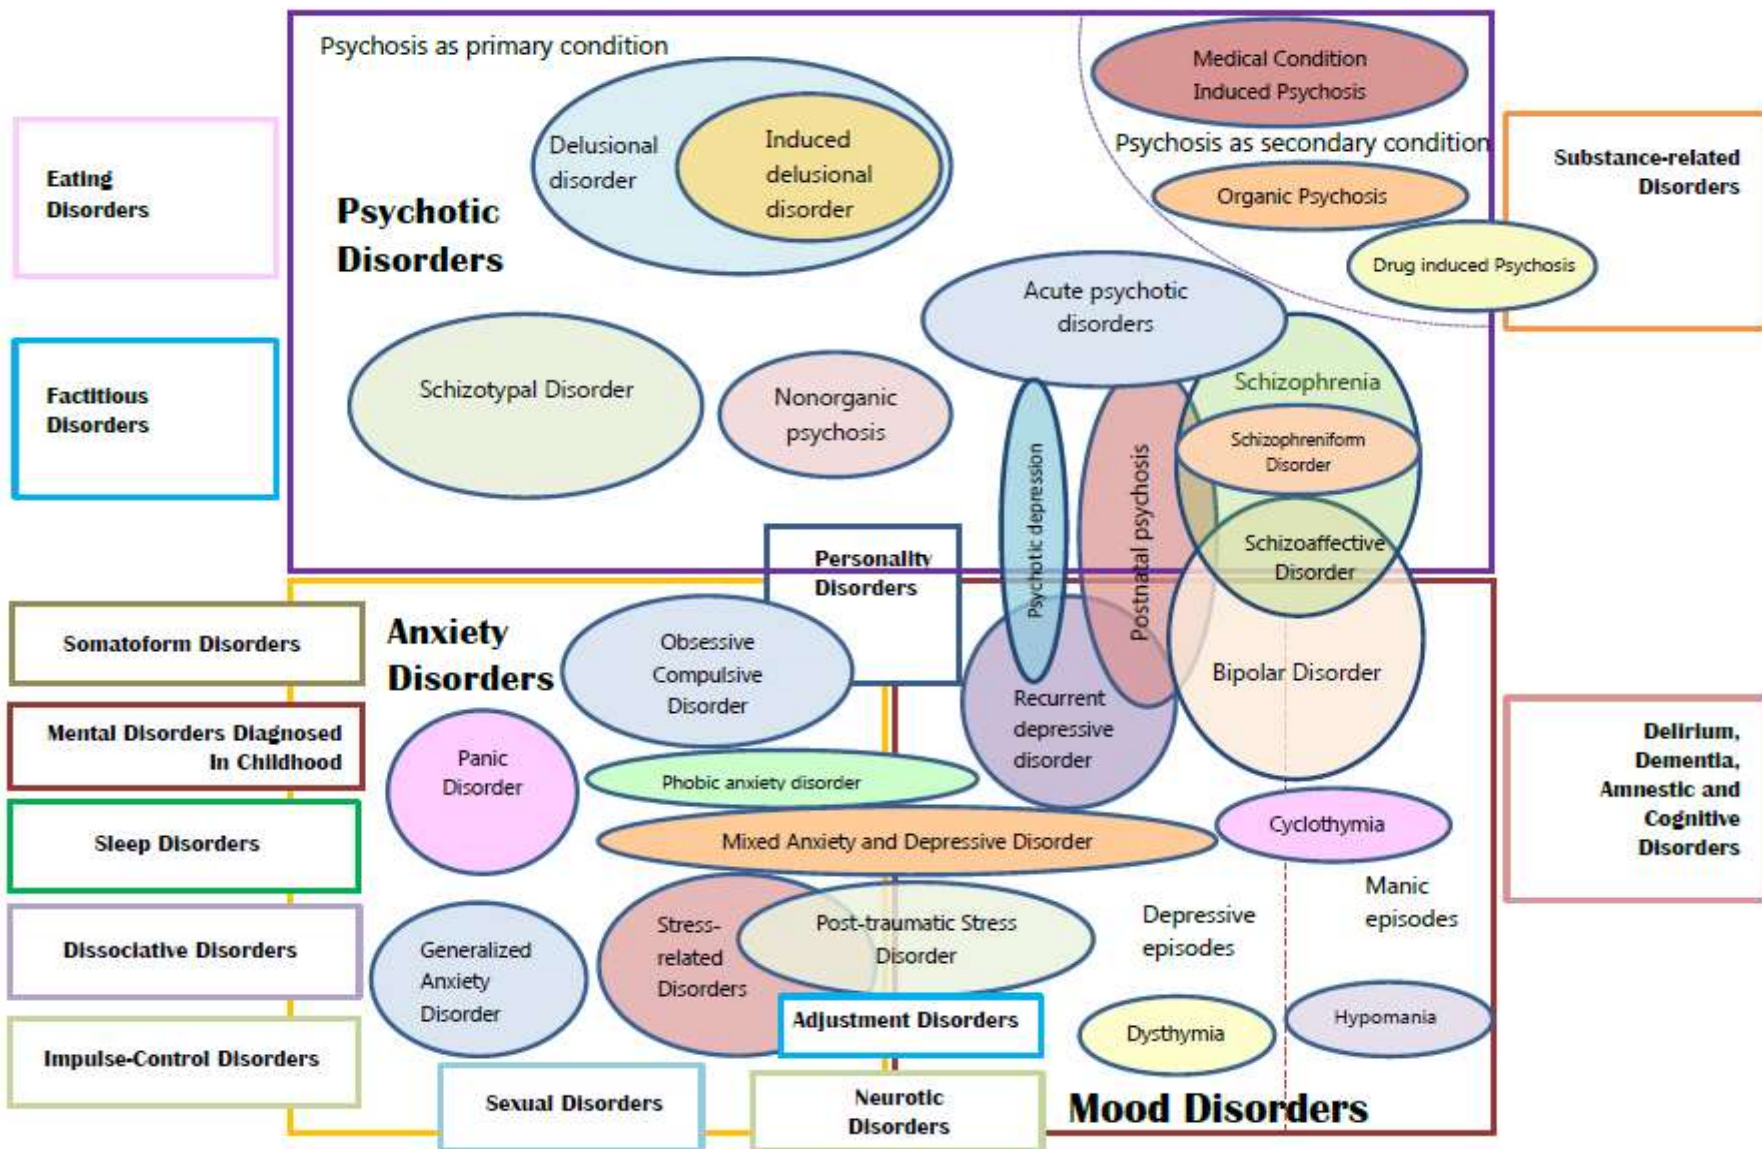 Psychosis as primary condition
Medical Condition
Induced Psychosis
Psychosis as secondary condition
Organic Psychosis
Drug induced Psychosis
Substance-related
Disorders
Eating
Disorders
Delusional
disorder
Induced
delusional
disorder
Psychotic
Disorders
Acute psychotic
disorders
Factitious
Disorders
Schizotypal Disorder
Nonorganic
psychosis
Schizophrenia
Schizophreniform
Disorder
Psychotic depression
Postnatal psychosis
Schizoaffective
Disorder
Personality
Disorders
Somatoform Disorders
Anxiety
Disorders
Obsessive
Compulsive
Disorder
Recurrent
depressive
disorder
Bipolar Disorder
Mental Disorders Diagnosed
In Childhood
Panic
Disorder
Phobic anxiety disorder
Delirium,
Dementia,
Amnestic and
Cognitive
Disorders
Sleep Disorders
Mixed Anxiety and Depressive Disorder
Cyclothymia
Dissociative Disorders
Generalized
Anxiety
Disorder
Stress-
related
Disorders
Post-traumatic Stress
Disorder
Depressive
episodes
Manic
episodes
Impulse-Control Disorders
Adjustment Disorders
Dysthymia
Hypomania
Sexual Disorders
Neurotic
Disorders
Mood Disorders